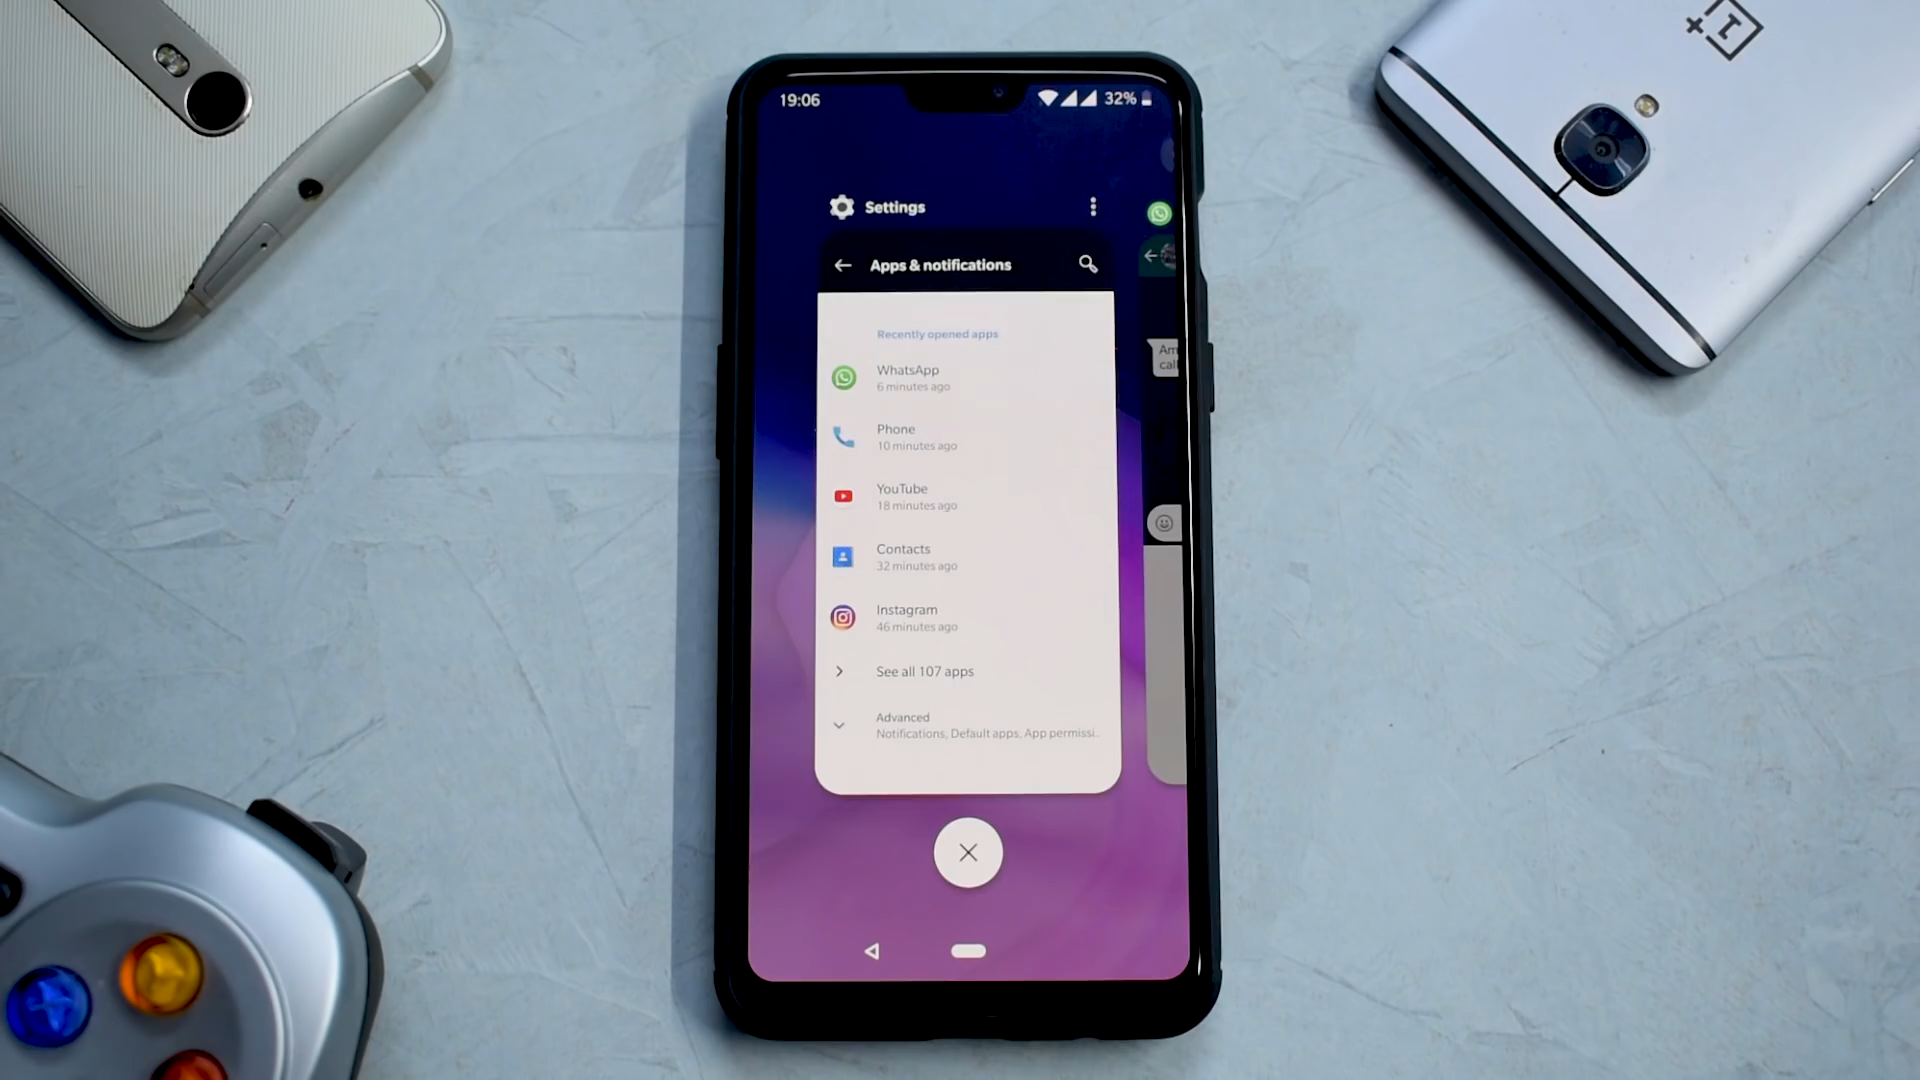 19:06
32%
Settings
Apps & notifications
Recently opened apps
WhatsApp
6 minutes ago
Phone
10 minutes ago
YouTube
18 minutes ago
Contacts
32 minutes ago
Instagram
46 minutes ago
See all 107 apps
Advanced
Notifications, Default apps, App permissi..
Am
call